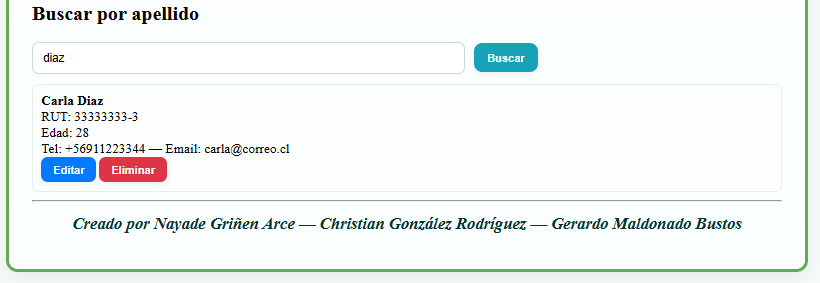 Buscar por apellido
diaz
Buscar
Carla Diaz
RUT: 33333333-3
Edad: 28
Tel: +56911223344 — Email: carla@correo.cl
Editar Eliminar
Creado por Nayade Griñen Arce — Christian González Rodríguez — Gerardo Maldonado Bustos